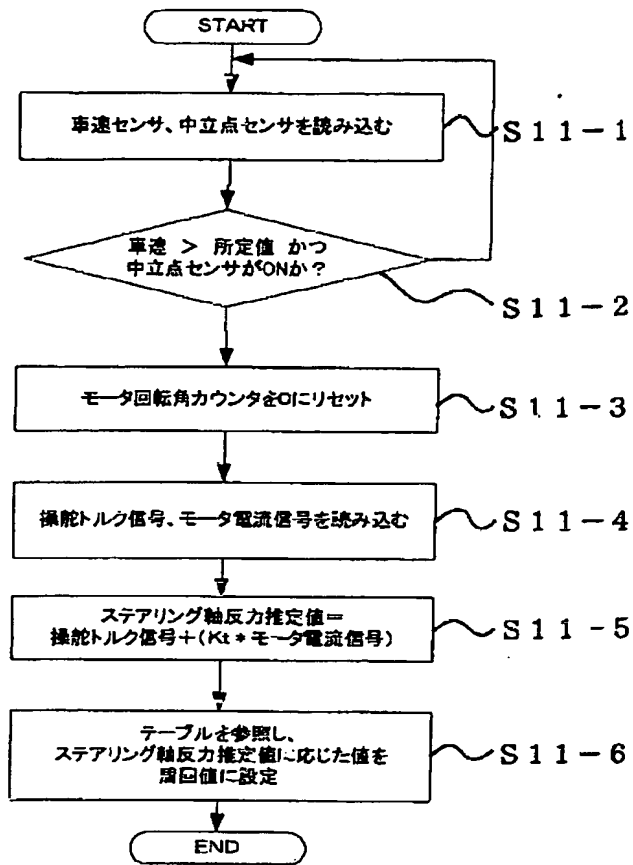 START
車速センサ、中立点センサを読み込む
S11-1
車速 > 所定値 かつ
中立点センサがONか?
S11-2
モータ回転角カウンタを0にリセット
S11-3
操舵トルク信号、モータ電流信号を読み込む
S11-4
ステアリング軸反力推定値=
操舵トルク信号+(Kt*モータ電流信号)
S11-5
テーブルを参照し、
ステアリング軸反力推定値に応じた値を
周回値に設定
S11-6
END